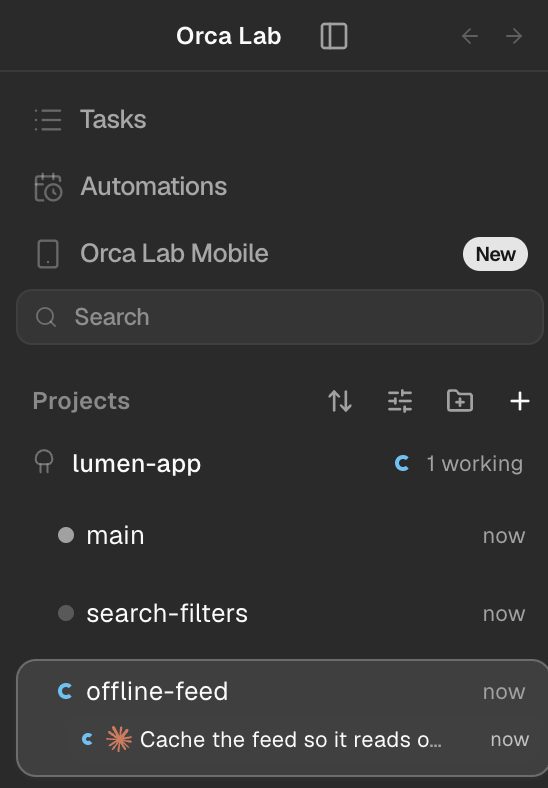 Orca Lab
Tasks
Automations
Orca Lab Mobile New
Search
Projects
lumen-app 1 working
main now
search-filters now
offline-feed now
Cache the feed so it reads o... now